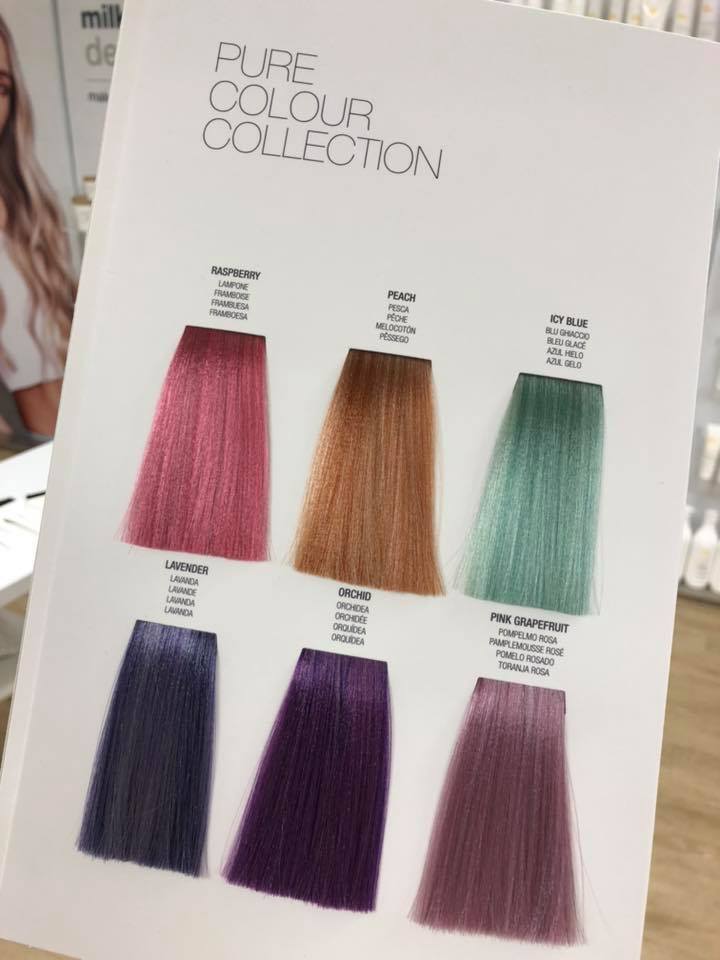 milk
de
PURE
COLOUR
COLLECTION
RASPBERRY
LAMPONE
FRAMBOISE
FRAMBUESA
FRAMBOESA
PEACH
PESCA
PÊCHE
MELOCOTÓN
PÊSSEGO
ICY BLUE
BLU GHIACCIO
BLEU GLACÉ
AZUL HIELO
AZUL GELO
LAVENDER
LAVANDA
LAVANDE
LAVANDA
LAVANDA
ORCHID
ORCHIDEA
ORCHIDÉE
ORQUÍDEA
ORQUÍDEA
PINK GRAPEFRUIT
POMPELMO ROSA
PAMPLEMOUSSE ROSÉ
POMELO ROSADO
TORANJA ROSA